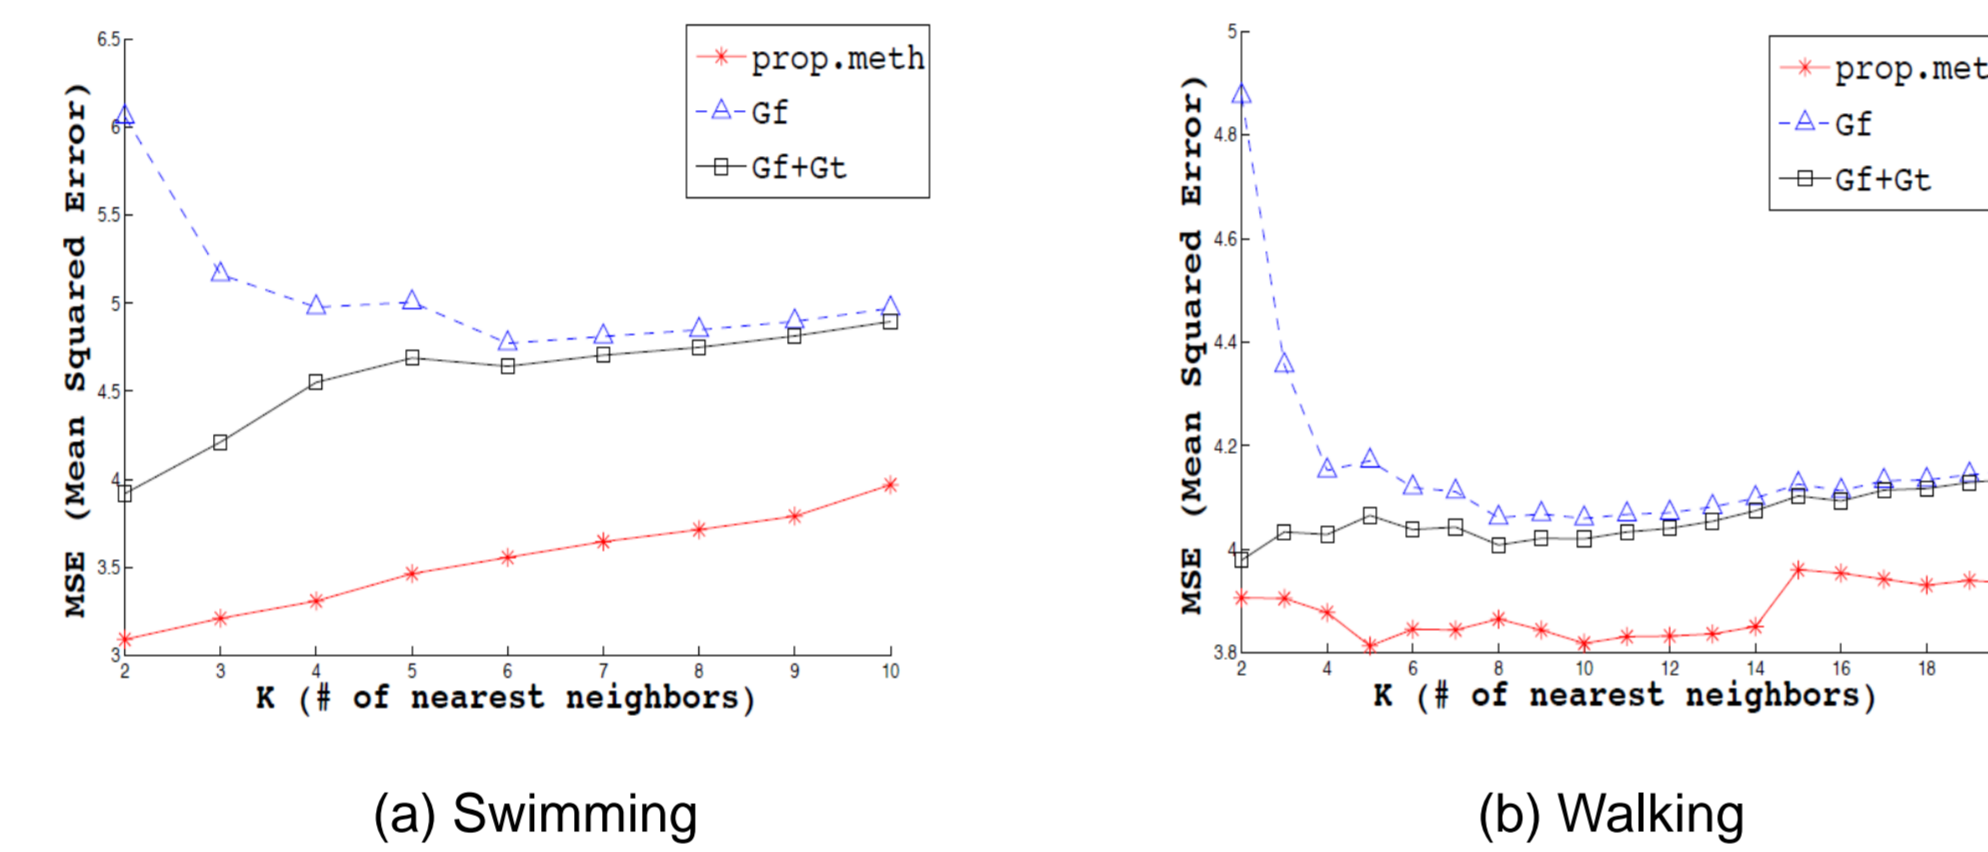 6.5
6
5.5
5
4.5
4
3.5
3
2 3 4 5 6 7 8 9 10
MSE (Mean Squared Error)
K (# of nearest neighbors)
prop.meth
Gf
Gf+Gt
(a) Swimming
5
4.8
4.6
4.4
4.2
4
3.8
2 4 6 8 10 12 14 16 18
MSE (Mean Squared Error)
K (# of nearest neighbors)
prop.met
Gf
Gf+Gt
(b) Walking